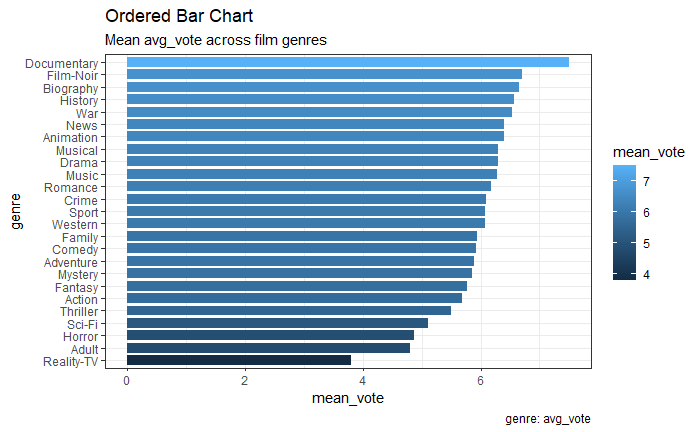 Ordered Bar Chart
Mean avg_vote across film genres
genre
Documentary
Film-Noir
Biography
History
War
News
Animation
Musical
Drama
Music
Romance
Crime
Sport
Western
Family
Comedy
Adventure
Mystery
Fantasy
Action
Thriller
Sci-Fi
Horror
Adult
Reality-TV
0 2 4 6
mean_vote
mean_vote
7
6
5
4
genre: avg_vote